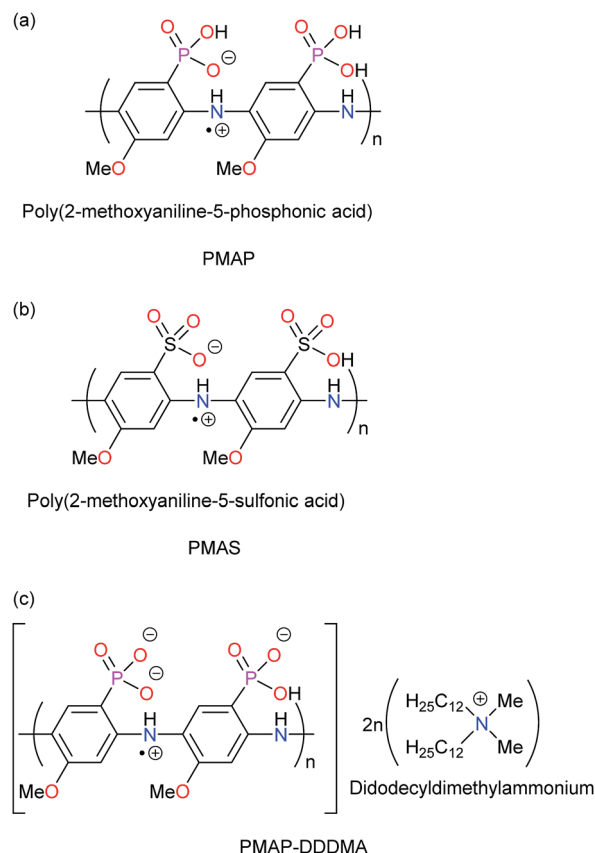 (a)
O OH O OH
P O ⊖ P OH
H H
N N
•⊕
n
MeO MeO
Poly(2-methoxyaniline-5-phosphonic acid)
PMAP
(b)
O O O O
S O ⊖ S OH
H H
N N
•⊕
n
MeO MeO
Poly(2-methoxyaniline-5-sulfonic acid)
PMAS
(c)
⊖ ⊖
O O ⊖ O O
P O P OH
H H
N N
•⊕
n
MeO MeO
2n
H25C12 ⊕ Me
N
H25C12 Me
Didodecyldimethylammonium
PMAP-DDDMA